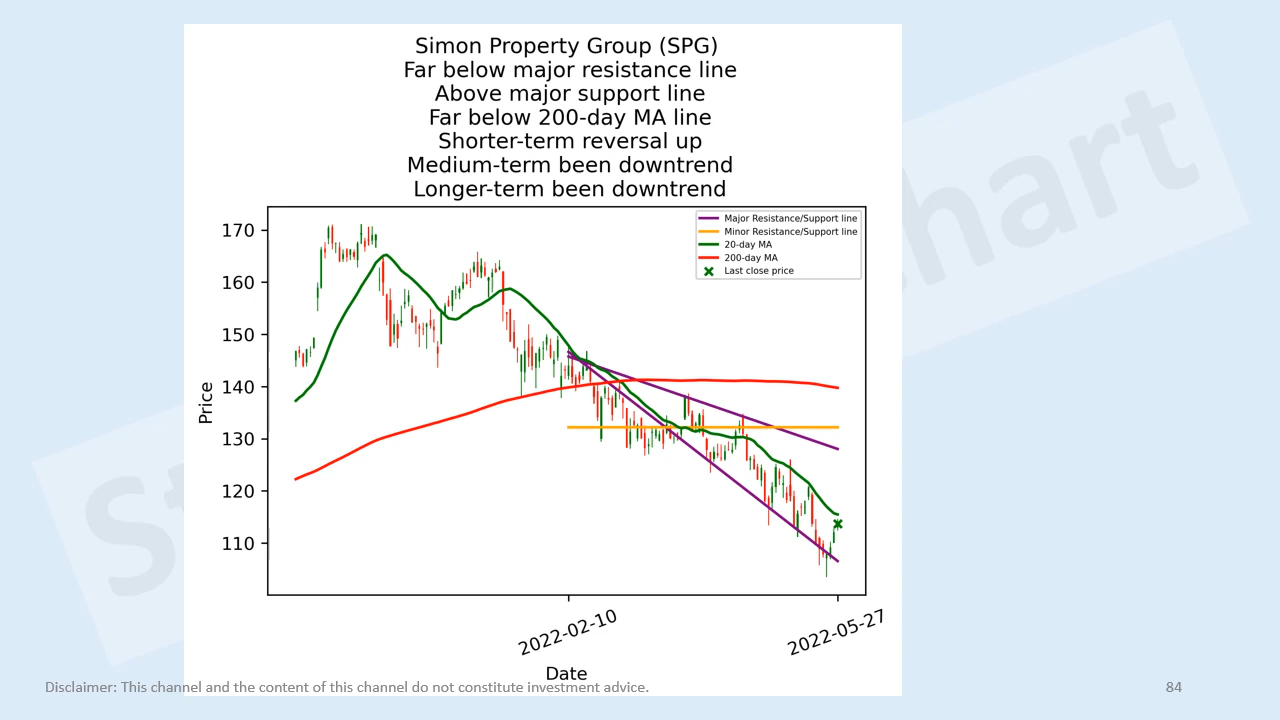 Simon Property Group (SPG)
Far below major resistance line
Above major support line
Far below 200-day MA line
Shorter-term reversal up
Medium-term been downtrend
Longer-term been downtrend
Major Resistance/Support line
Minor Resistance/Support line
20-day MA
200-day MA
Last close price
170
160
150
140
130
120
110
Price
2022-02-10
2022-05-27
Date
Disclaimer: This channel and the content of this channel do not constitute investment advice.
84